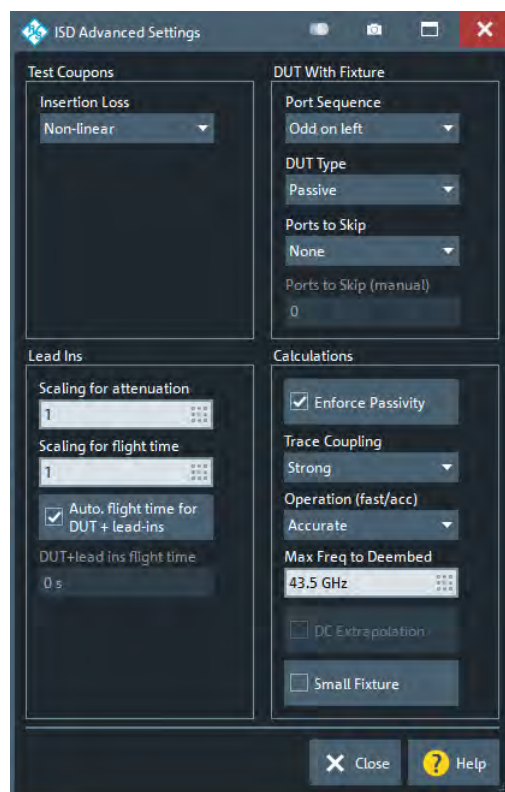 ISD Advanced Settings
Test Coupons
Insertion Loss
Non-linear
DUT With Fixture
Port Sequence
Odd on left
DUT Type
Passive
Ports to Skip
None
Ports to Skip (manual)
0
Lead Ins
Scaling for attenuation
1
Scaling for flight time
1
Auto. flight time for
DUT + lead-ins
DUT+lead ins flight time
0 s
Calculations
Enforce Passivity
Trace Coupling
Strong
Operation (fast/acc)
Accurate
Max Freq to Deembed
43.5 GHz
DC Extrapolation
Small Fixture
Close
? Help